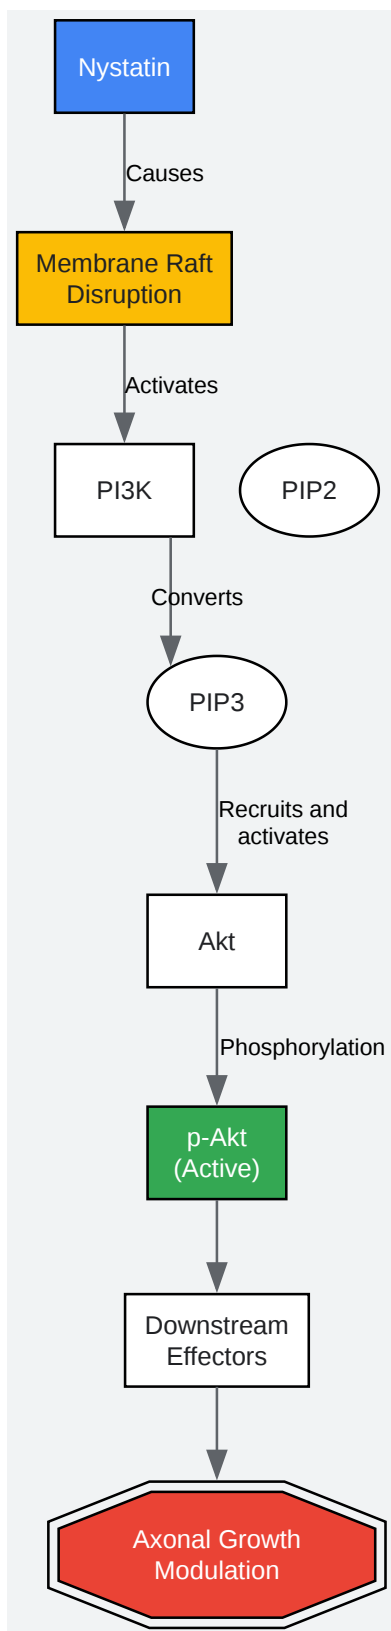 Nystatin
Causes
Membrane Raft
Disruption
Activates
PI3K
PIP2
Converts
PIP3
Recruits and
activates
Akt
Phosphorylation
p-Akt
(Active)
Downstream
Effectors
Axonal Growth
Modulation